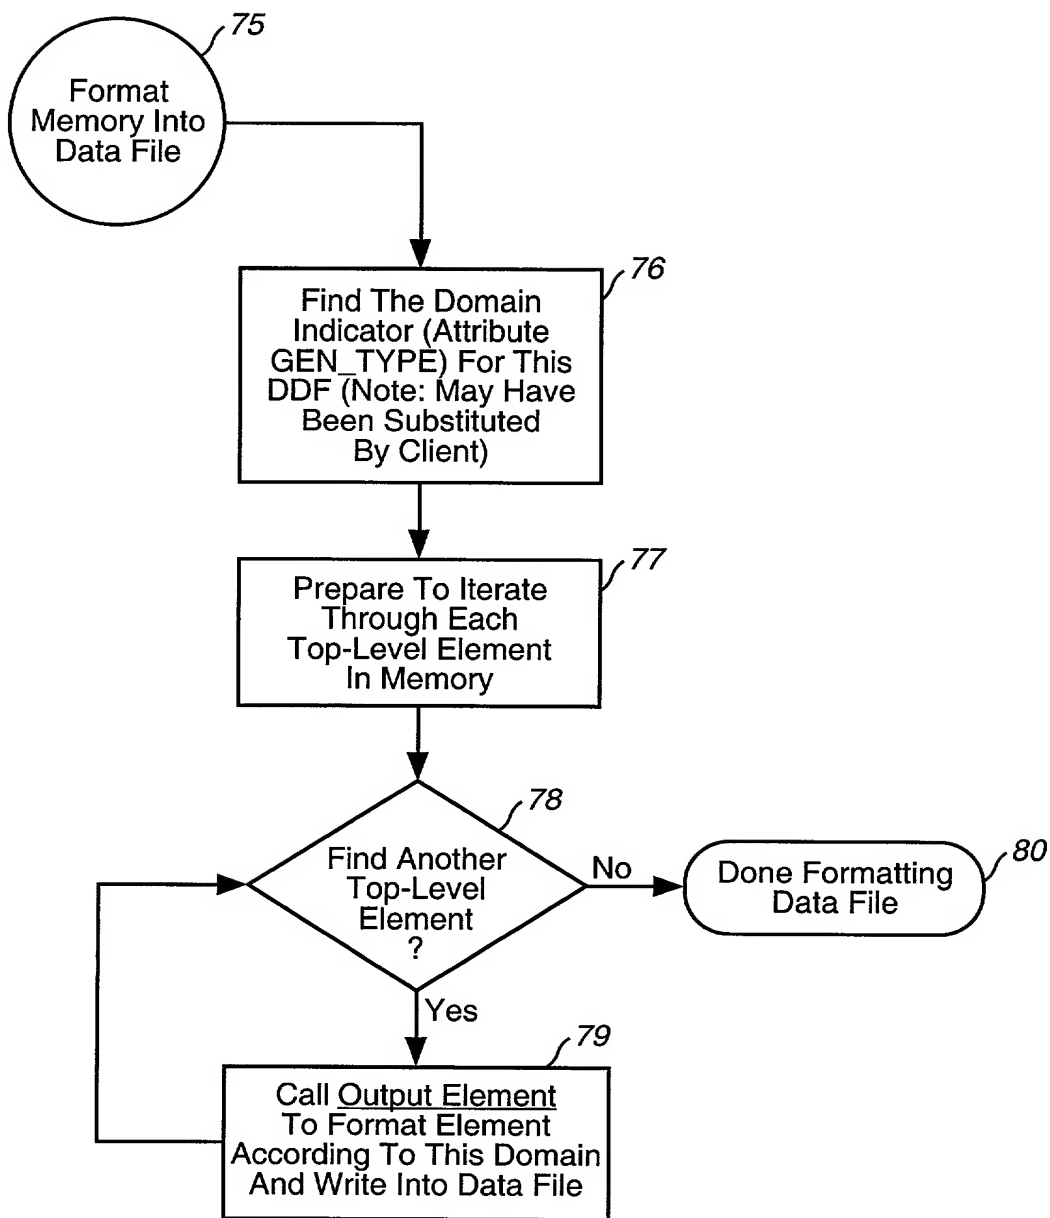 75
Format
Memory Into
Data File
76
Find The Domain
Indicator (Attribute
GEN_TYPE) For This
DDF (Note: May Have
Been Substituted
By Client)
77
Prepare To Iterate
Through Each
Top-Level Element
In Memory
78
Find Another
Top-Level
Element
?
No
80
Done Formatting
Data File
Yes
79
Call Output Element
To Format Element
According To This Domain
And Write Into Data File